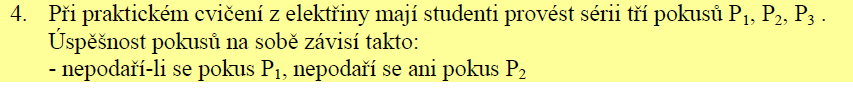 4. Při praktickém cvičení z elektřiny mají studenti provést sérii tří pokusů P₁, P₂, P₃ .
Úspěšnost pokusů na sobě závisí takto:
- nepodaří-li se pokus P₁, nepodaří se ani pokus P₂